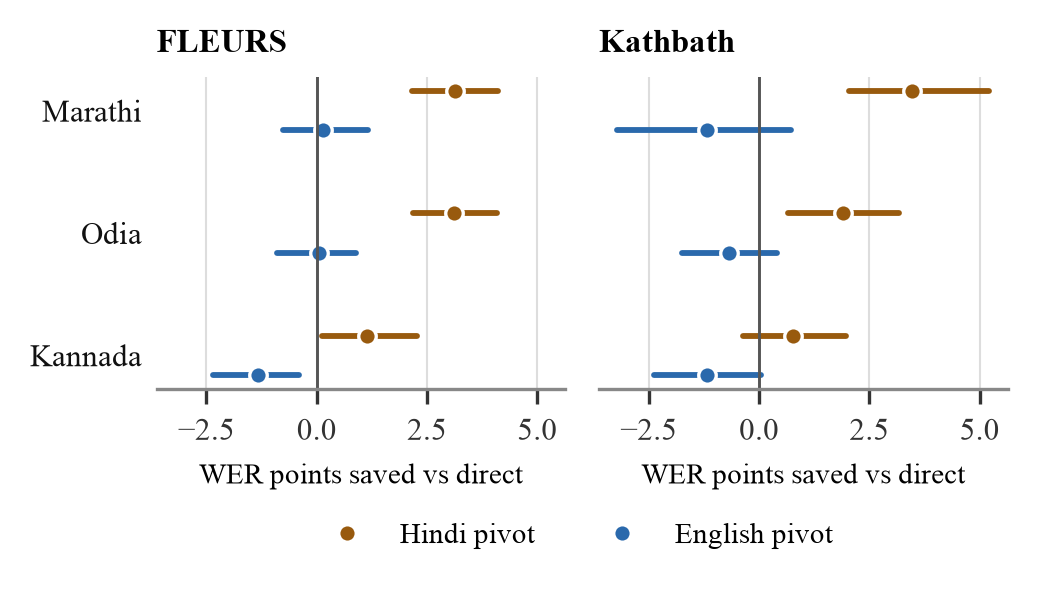 FLEURS
Kathbath
Marathi
Odia
Kannada
−2.5 0.0 2.5 5.0
−2.5 0.0 2.5 5.0
WER points saved vs direct
WER points saved vs direct
Hindi pivot
English pivot